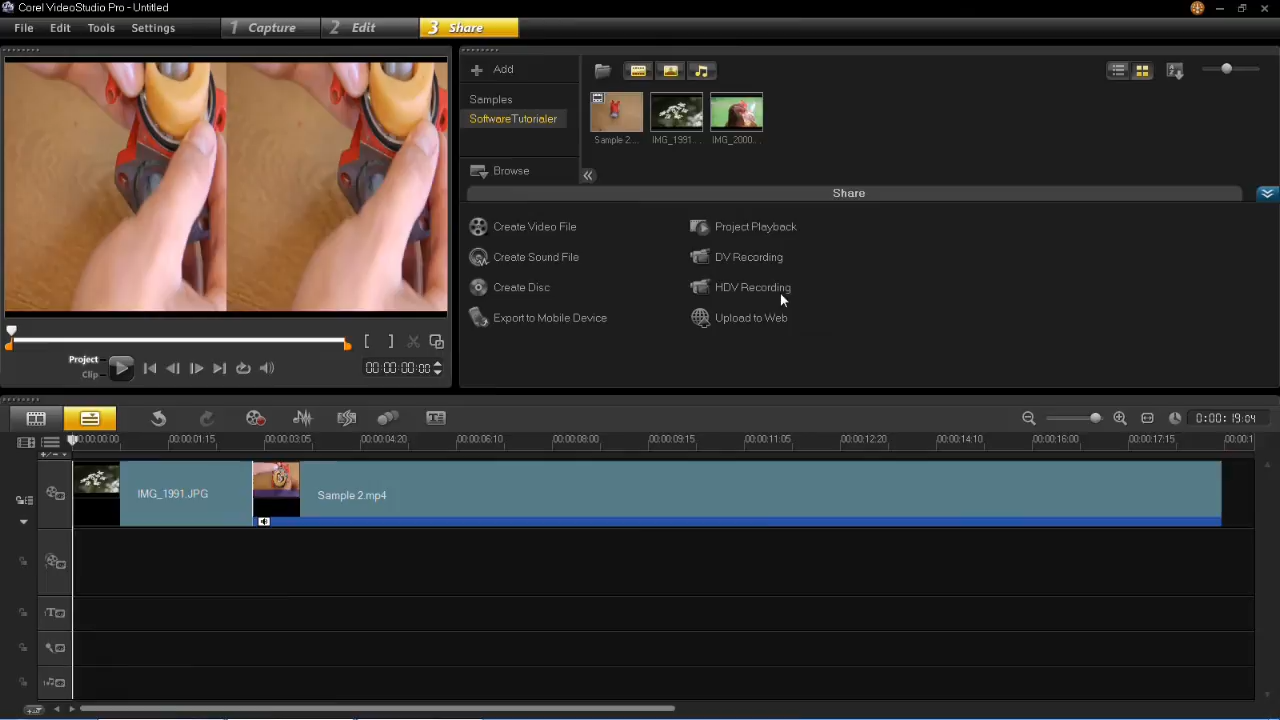 Corel VideoStudio Pro - Untitled
File Edit Tools Settings 1 Capture 2 Edit 3 Share
Add
Samples
SoftwareTutorialer
Sample 2... IMG_1991... IMG_2000...
Browse
Share
Create Video File Project Playback
Create Sound File DV Recording
Create Disc HDV Recording
Export to Mobile Device Upload to Web
Project
Clip
00:00:00:00
0:00:19:04
00:00:00:00 00:00:01:15 00:00:03:05 00:00:04:20 00:00:06:10 00:00:08:00 00:00:09:15 00:00:11:05 00:00:12:20 00:00:14:10 00:00:16:00 00:00:17:15 00:00:1
IMG_1991.JPG Sample 2.mp4